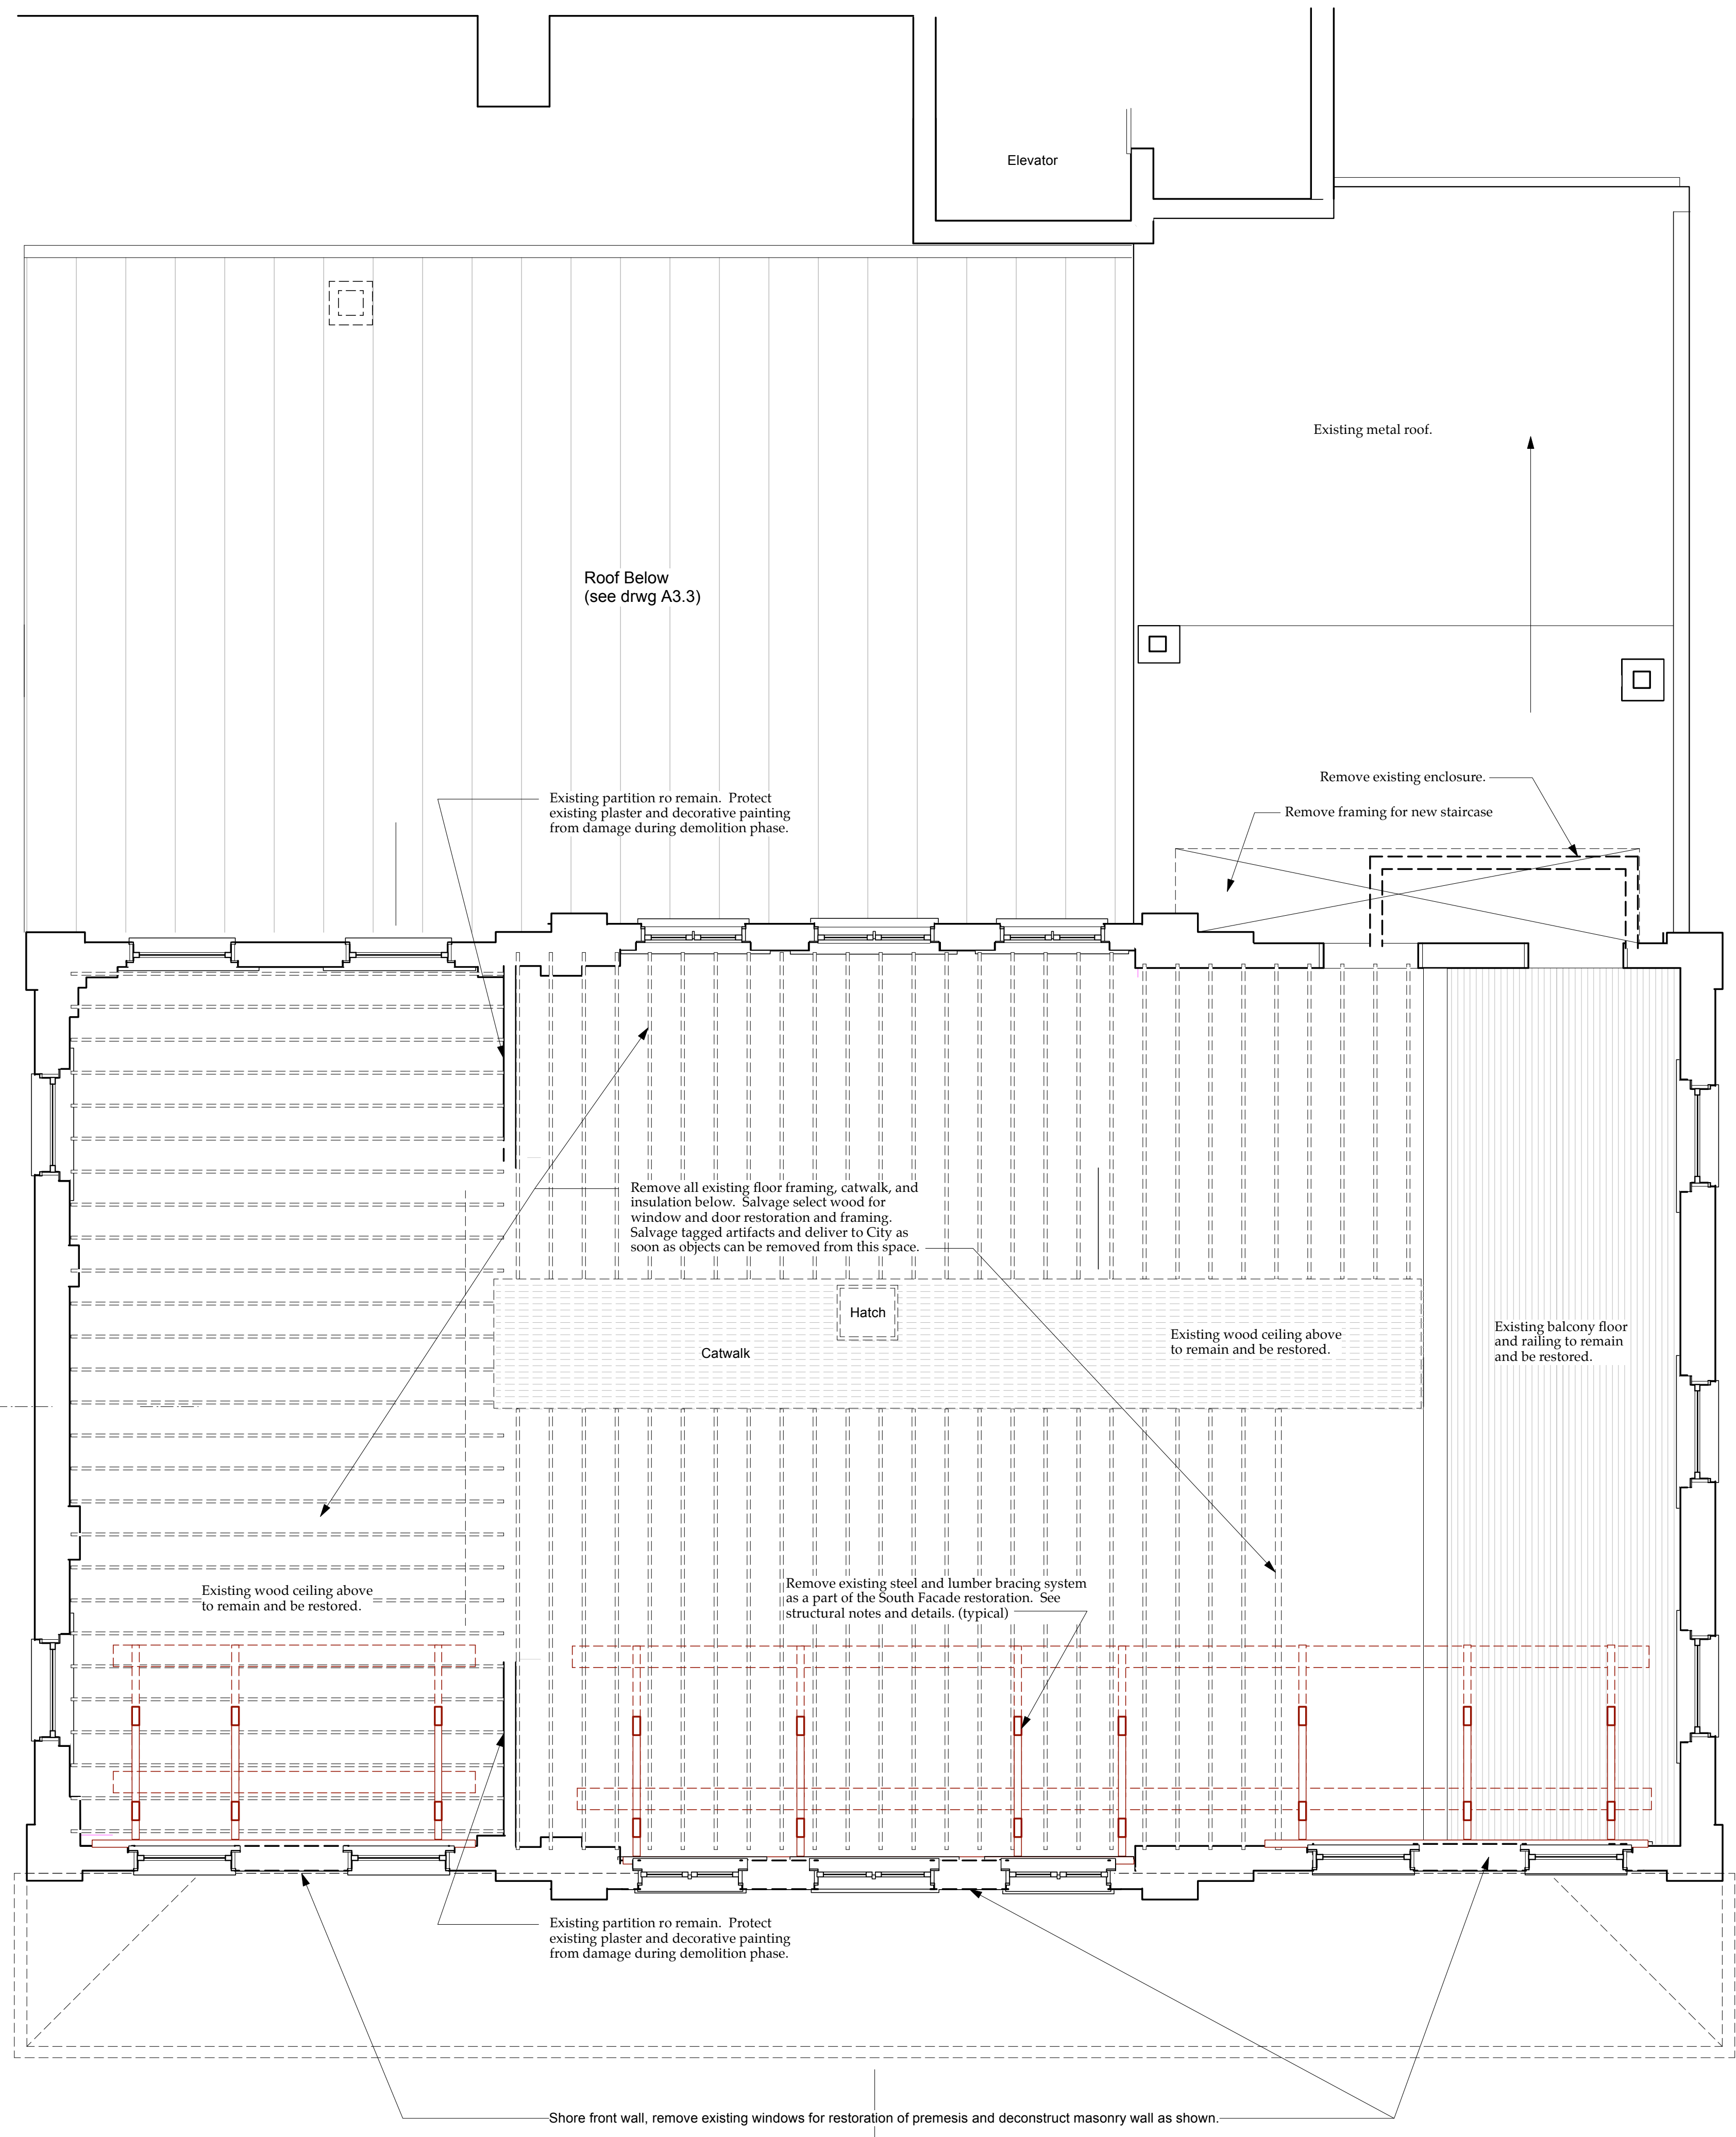 Elevator
Existing metal roof.
Roof Below
(see drwg A3.3)
Remove existing enclosure.
Remove framing for new staircase
Existing partition ro remain.  Protect
existing plaster and decorative painting
from damage during demolition phase.
Remove all existing floor framing, catwalk, and
insulation below.  Salvage select wood for
window and door restoration and framing.
Salvage tagged artifacts and deliver to City as
soon as objects can be removed from this space.
Hatch
Catwalk
Existing wood ceiling above
to remain and be restored.
Existing balcony floor
and railing to remain
and be restored.
Existing wood ceiling above
to remain and be restored.
Remove existing steel and lumber bracing system
as a part of the South Facade restoration.  See
structural notes and details. (typical)
Existing partition ro remain.  Protect
existing plaster and decorative painting
from damage during demolition phase.
Shore front wall, remove existing windows for restoration of premesis and deconstruct masonry wall as shown.